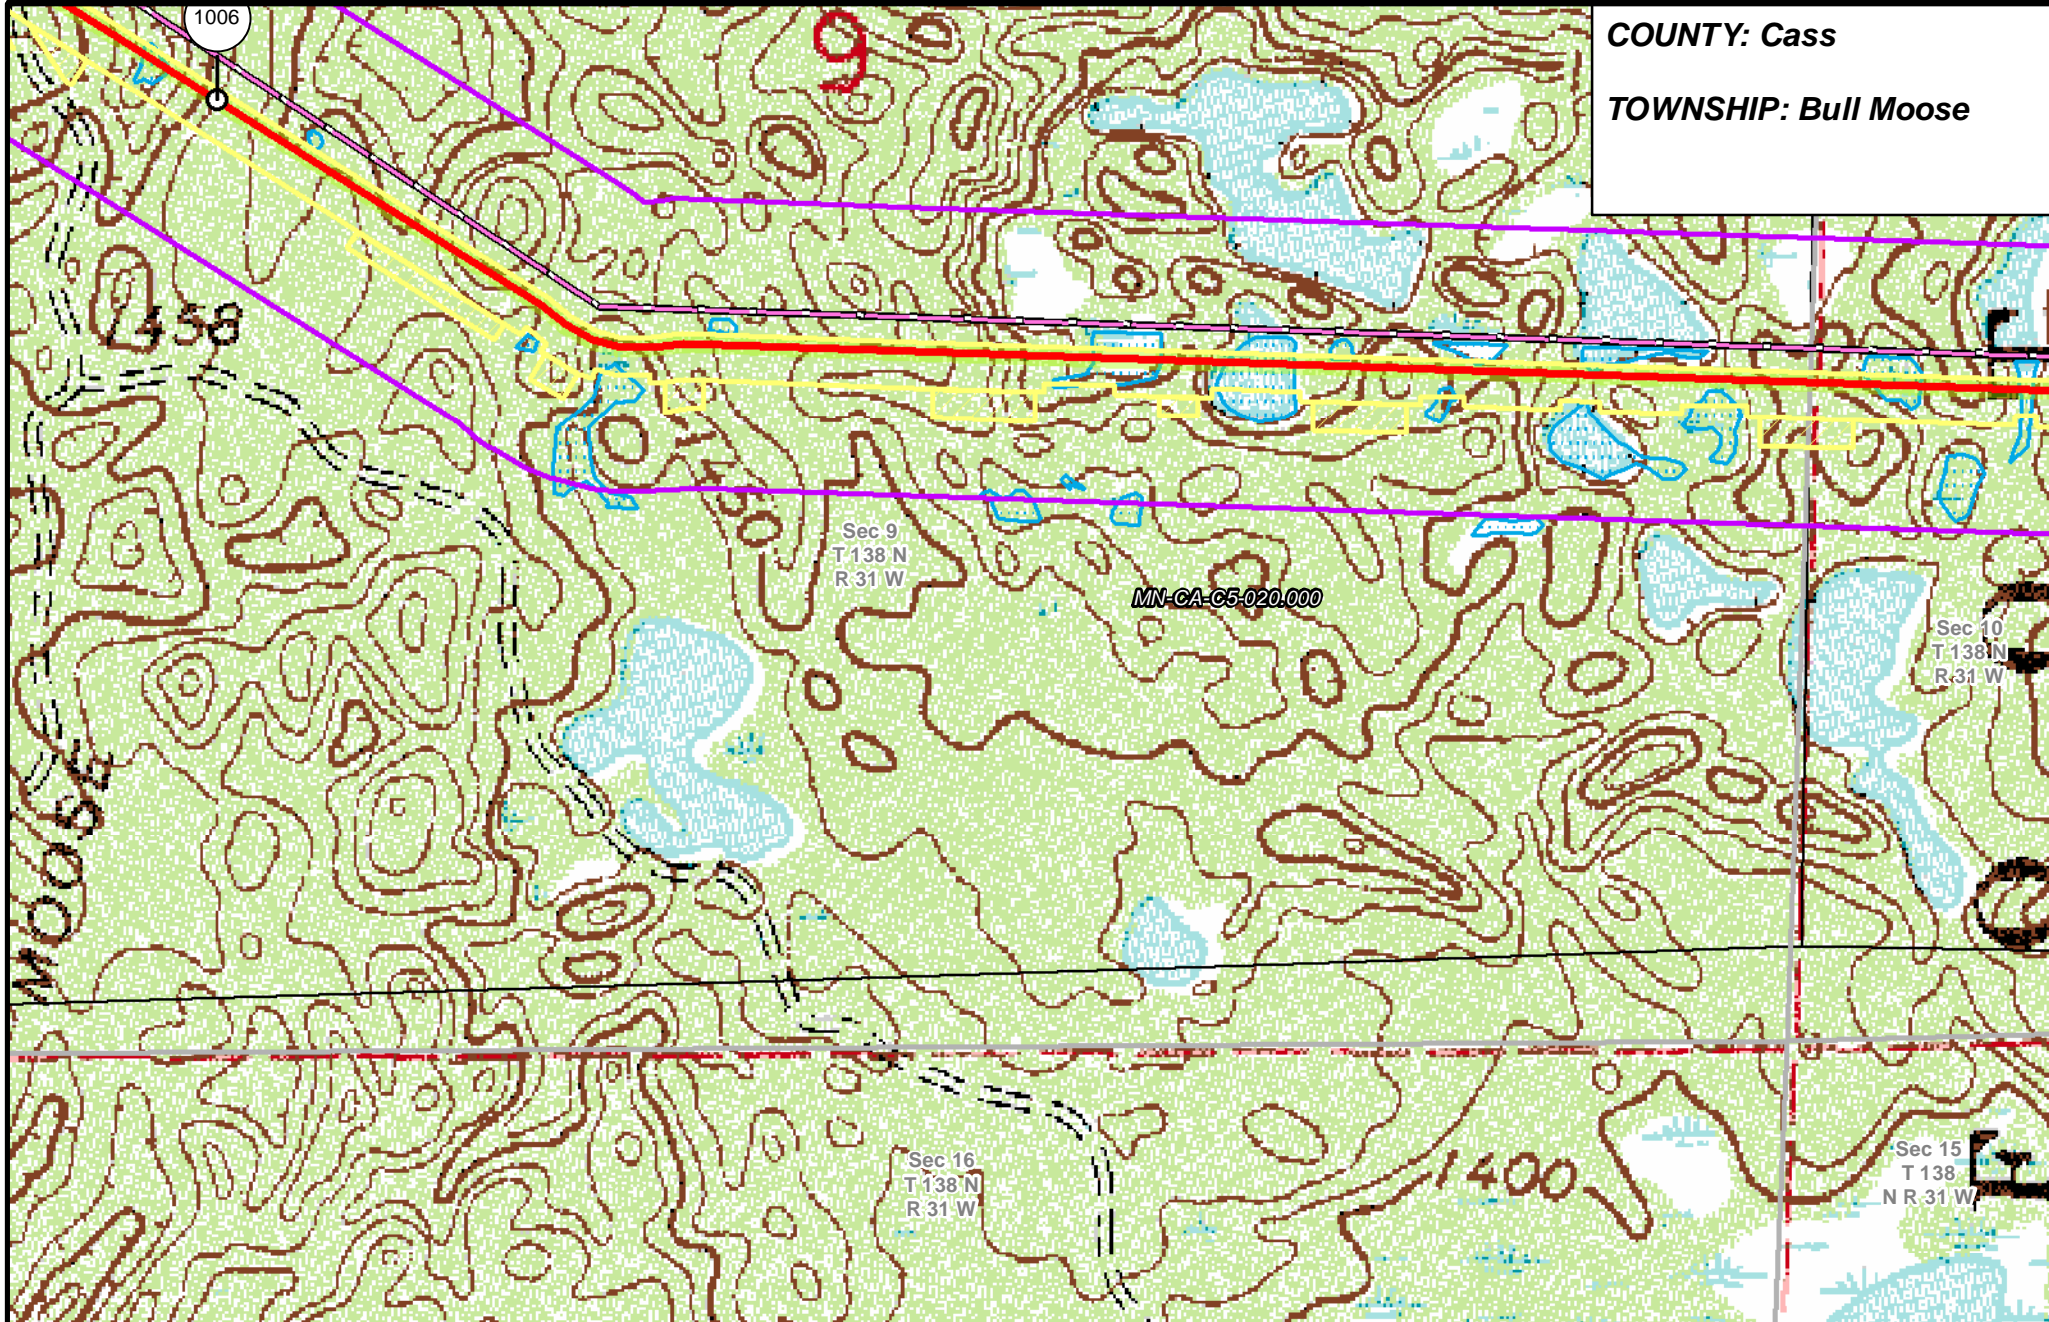 1006
COUNTY: Cass
TOWNSHIP: Bull Moose
9
1458
1450
Sec 9
T 138 N
R 31 W
MN-CA-C5-020.000
Sec 10
T 138 N
R 31 W
MOOSE
Sec 16
T 138 N
R 31 W
1400
Sec 15
T 138
N R 31 W